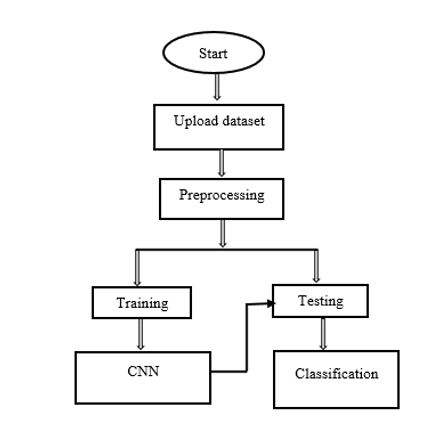 Start
Upload dataset
Preprocessing
Training
Testing
CNN
Classification